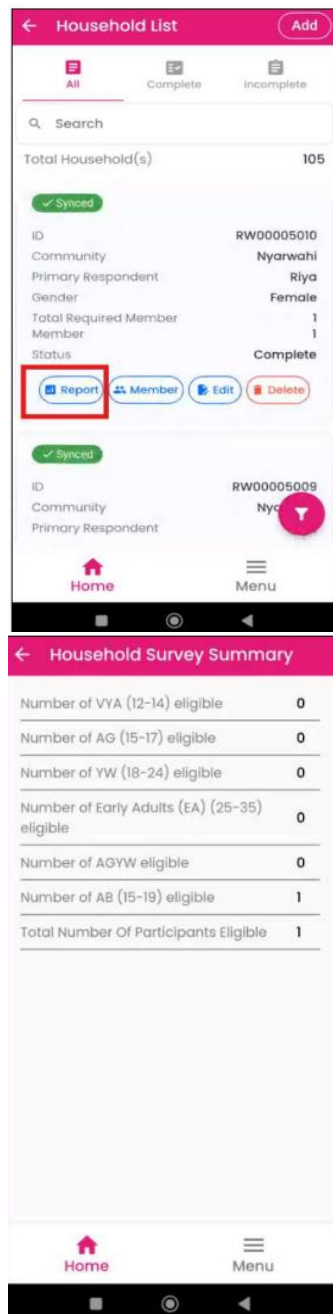 Household List
Add
All
Complete
Incomplete
Search
Total Household(s) 105
Synced
ID RW00005010
Community Nyarwahi
Primary Respondent Riya
Gender Female
Total Required Member 1
Member 1
Status Complete
Report Member Edit Delete
Synced
ID RW00005009
Community
Primary Respondent
Home Menu
Household Survey Summary
Number of VYA (12-14) eligible 0
Number of AG (15-17) eligible 0
Number of YW (18-24) eligible 0
Number of Early Adults (EA) (25-35)
eligible 0
Number of AGYW eligible 0
Number of AB (15-19) eligible 1
Total Number Of Participants Eligible 1
Home Menu